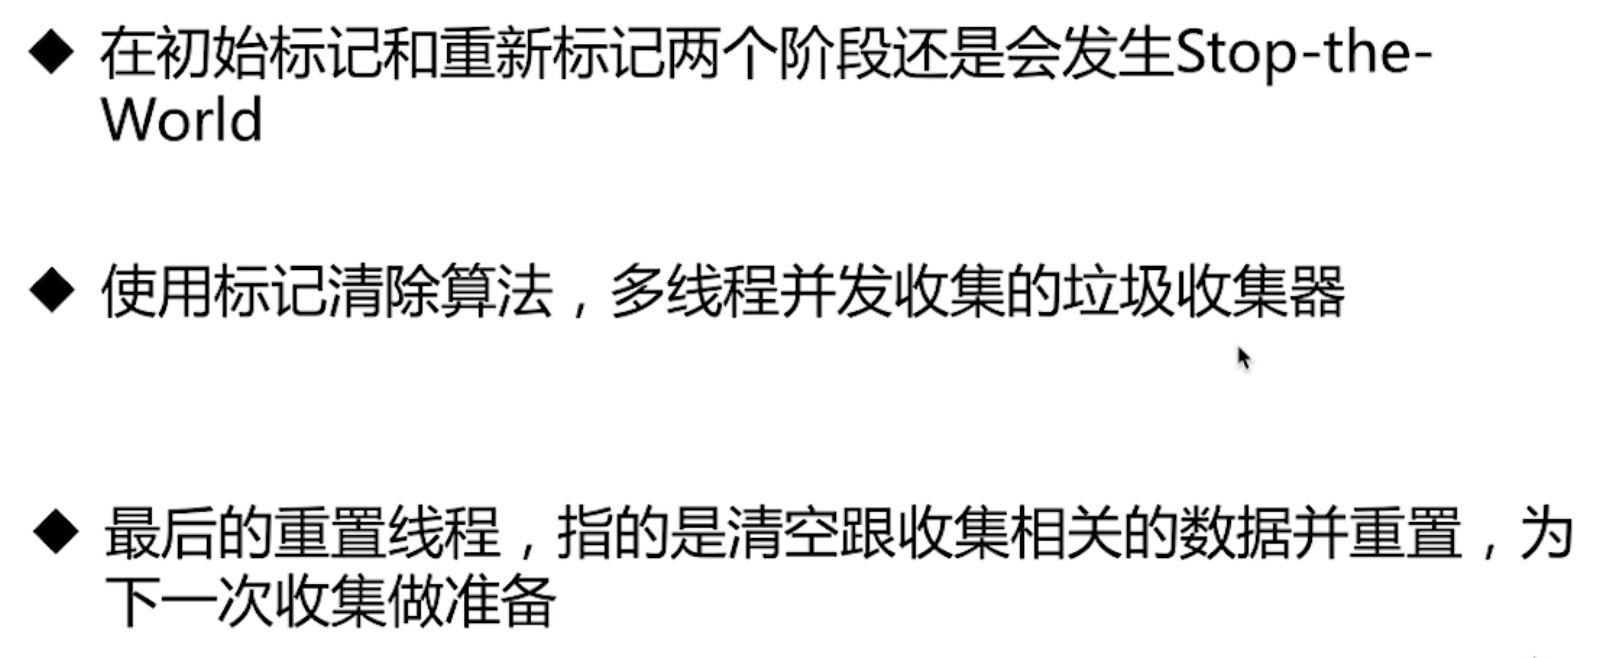 ◆ 在初始标记和重新标记两个阶段还是会发生Stop-the-
World
◆ 使用标记清除算法，多线程并发收集的垃圾收集器
◆ 最后的重置线程，指的是清空跟收集相关的数据并重置，为
下一次收集做准备